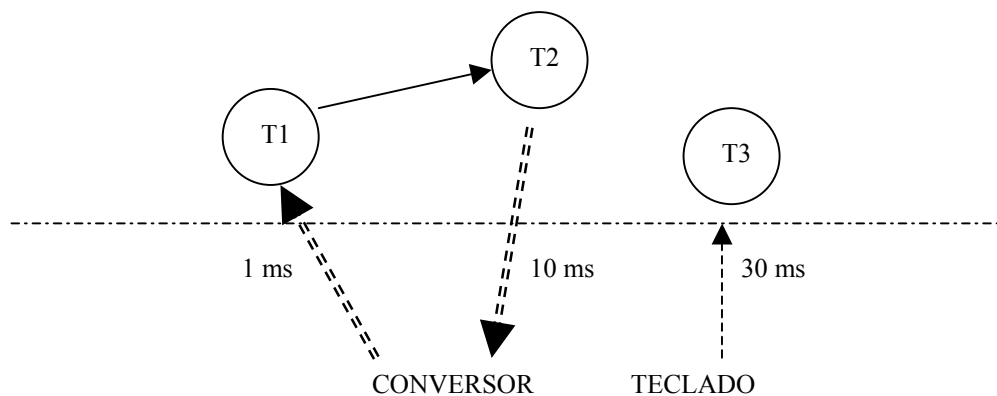 T2
T1
T3
1 ms
10 ms
30 ms
CONVERSOR
TECLADO